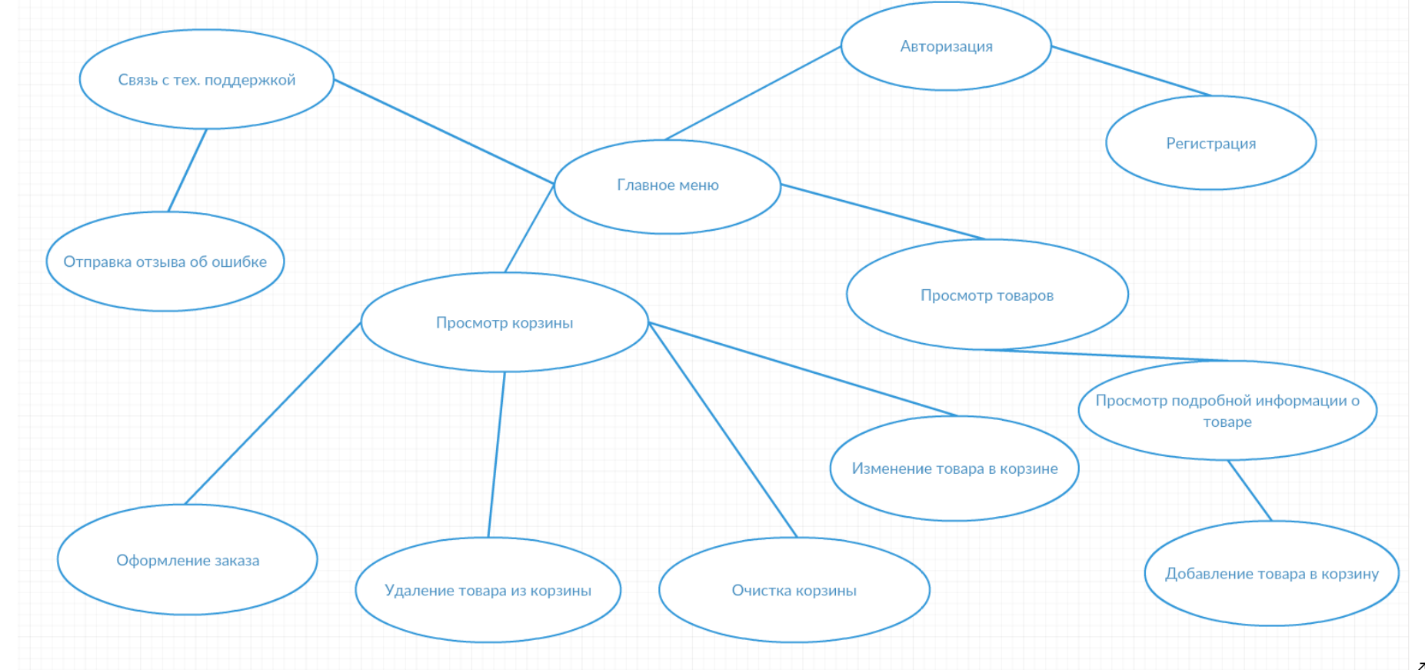 Авторизация
Связь с тех. поддержкой
Регистрация
Главное меню
Отправка отзыва об ошибке
Просмотр товаров
Просмотр корзины
Просмотр подробной информации о
товаре
Изменение товара в корзине
Оформление заказа
Удаление товара из корзины
Очистка корзины
Добавление товара в корзину